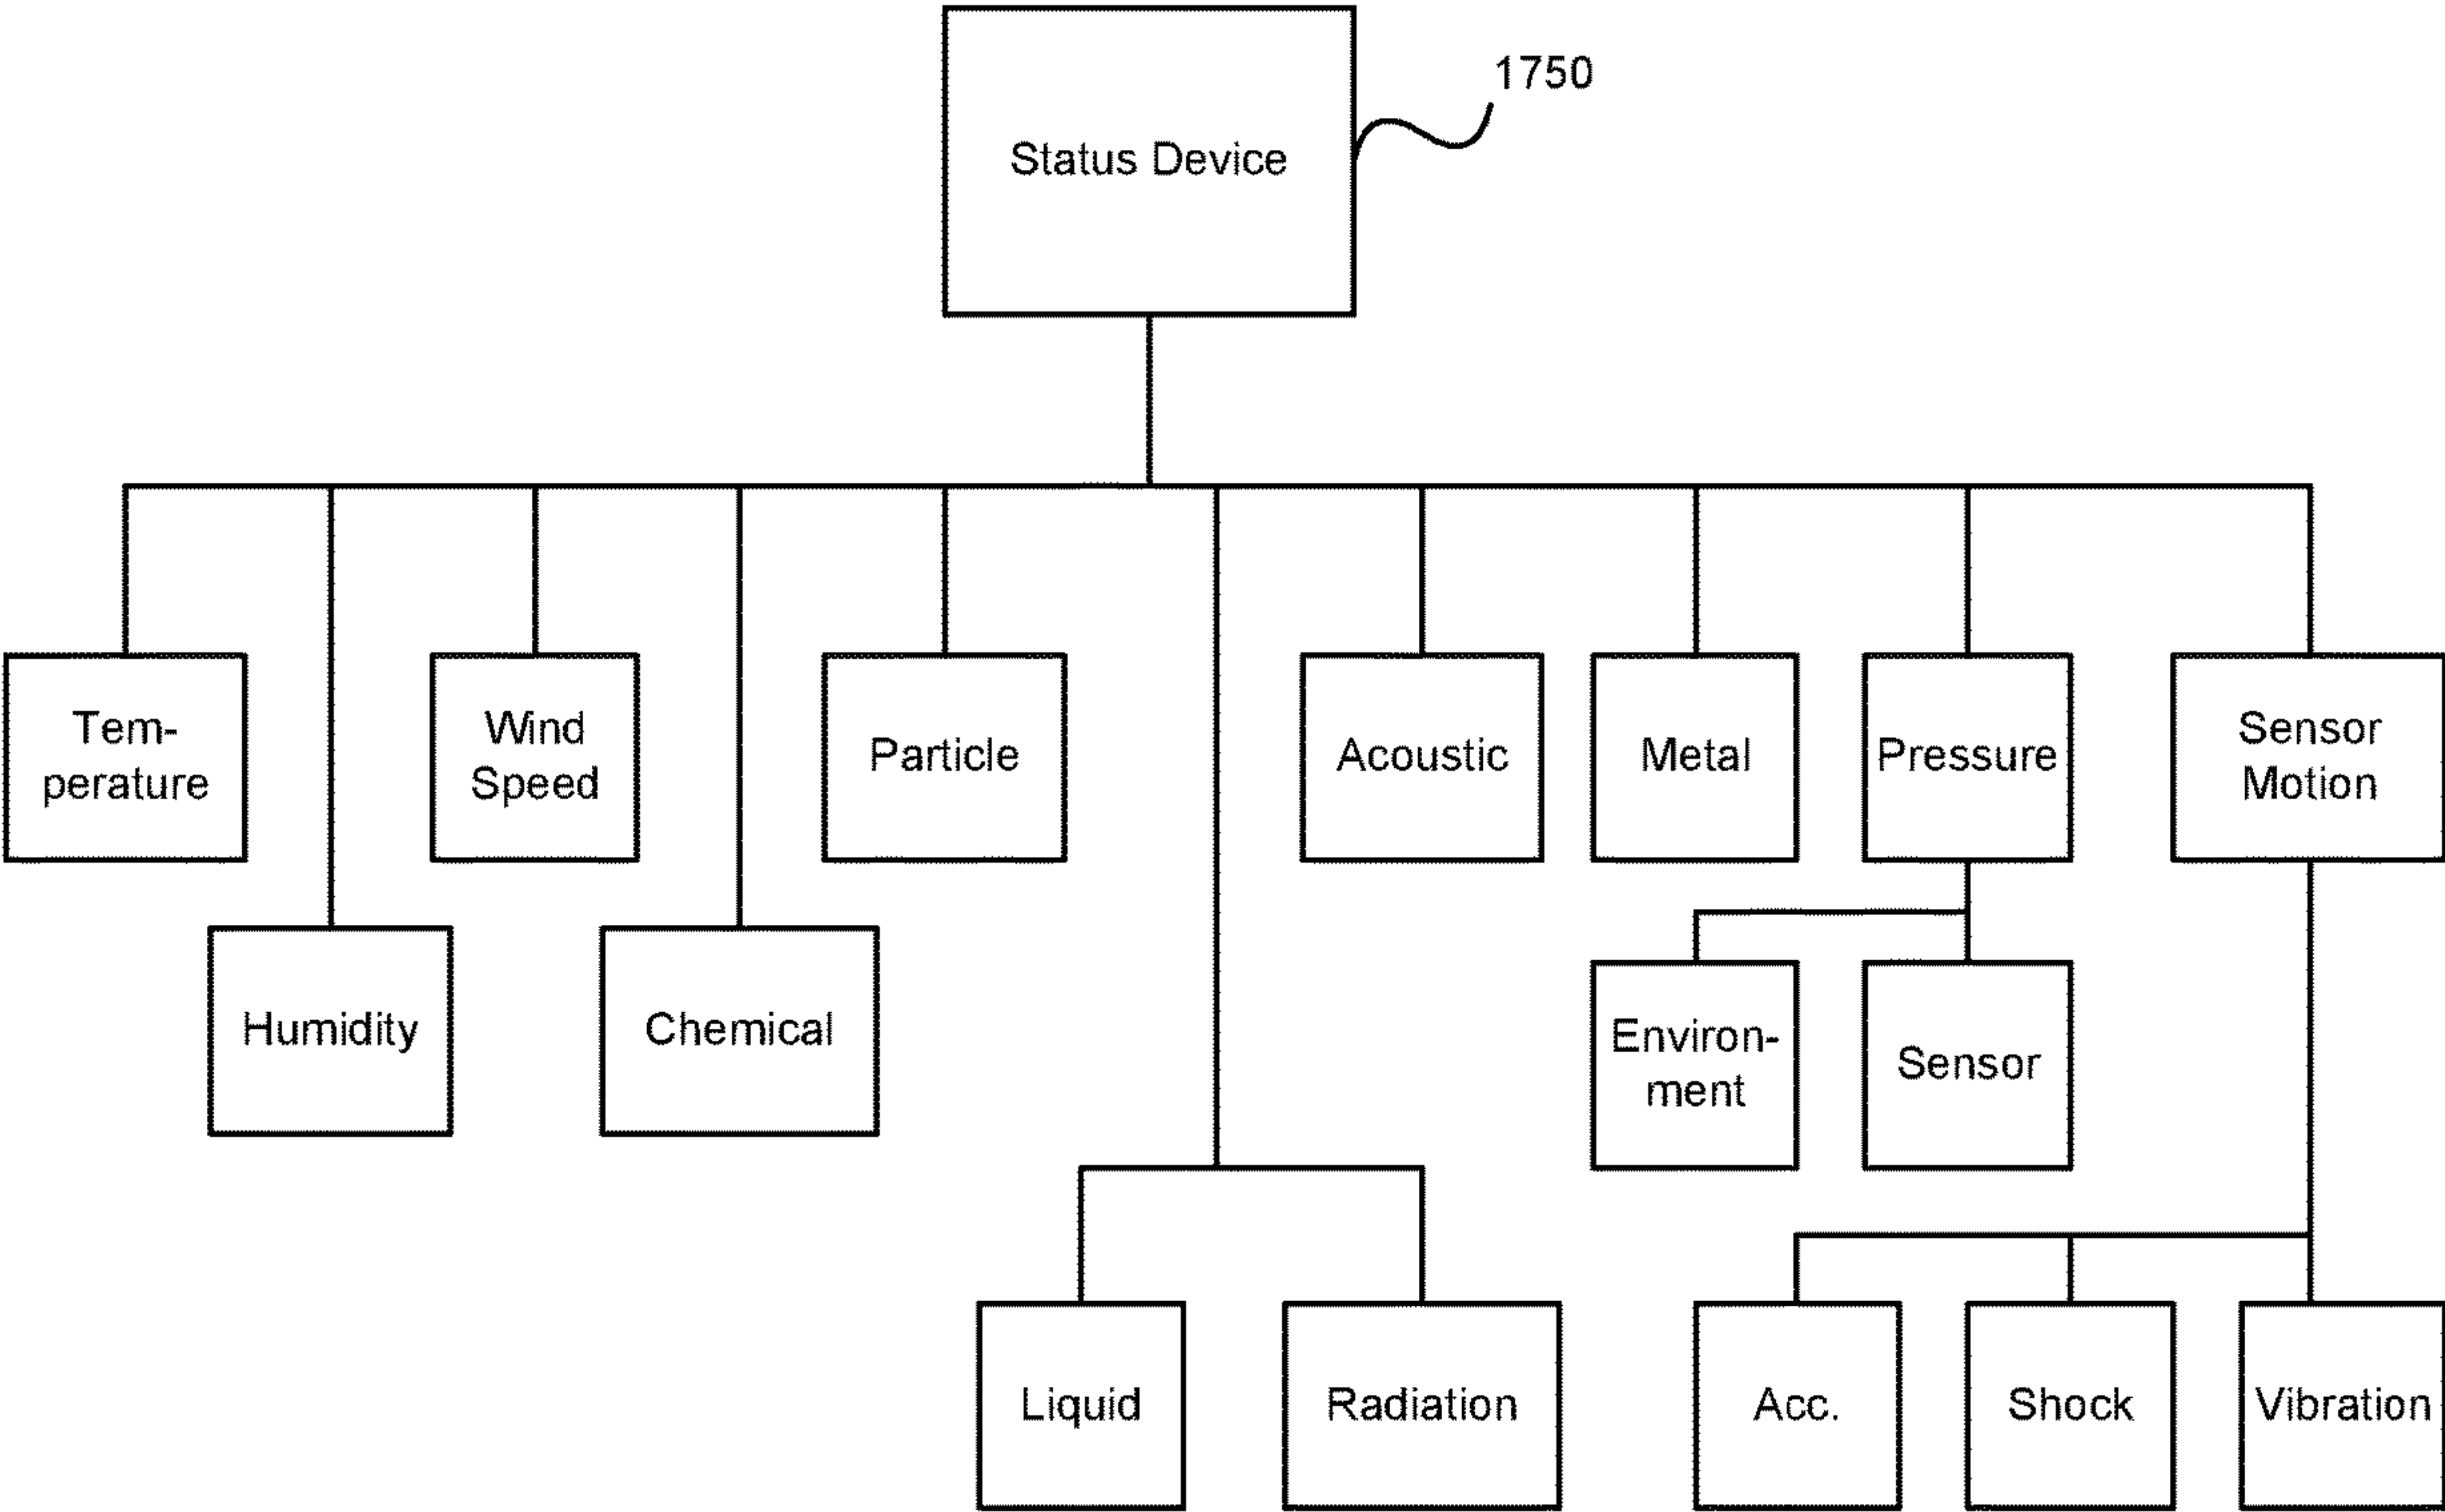 1750
Status Device
Tem-
perature
Wind
Speed
Particle
Acoustic
Metal
Pressure
Sensor
Motion
Humidity
Chemical
Environ-
ment
Sensor
Liquid
Radiation
Acc.
Shock
Vibration